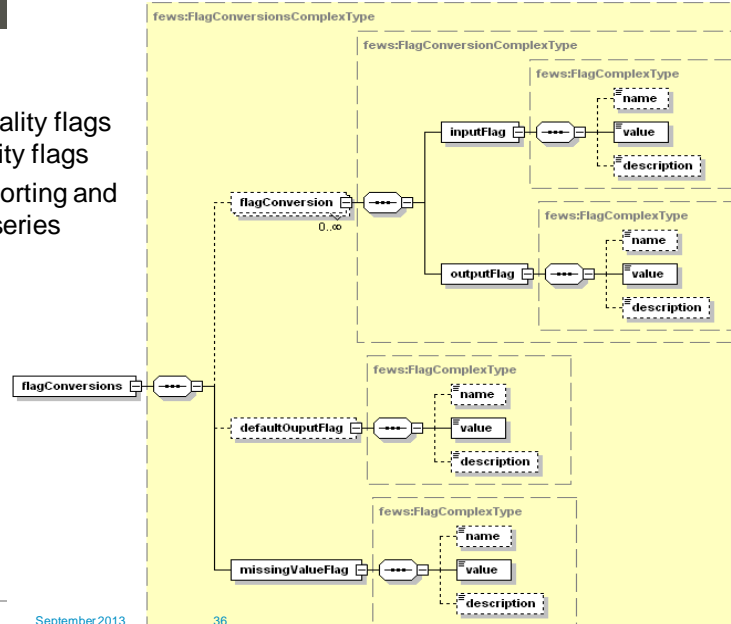 fews:FlagConversionsComplexType
fews:FlagConversionComplexType
fews:FlagComplexType
name
inputFlag
value
description
ality flags
ity flags
orting and
series
flagConversion
0..∞
fews:FlagComplexType
name
outputFlag
value
description
fews:FlagComplexType
flagConversions
name
defaultOuputFlag
value
description
fews:FlagComplexType
name
missingValueFlag
value
description
September 2013
36